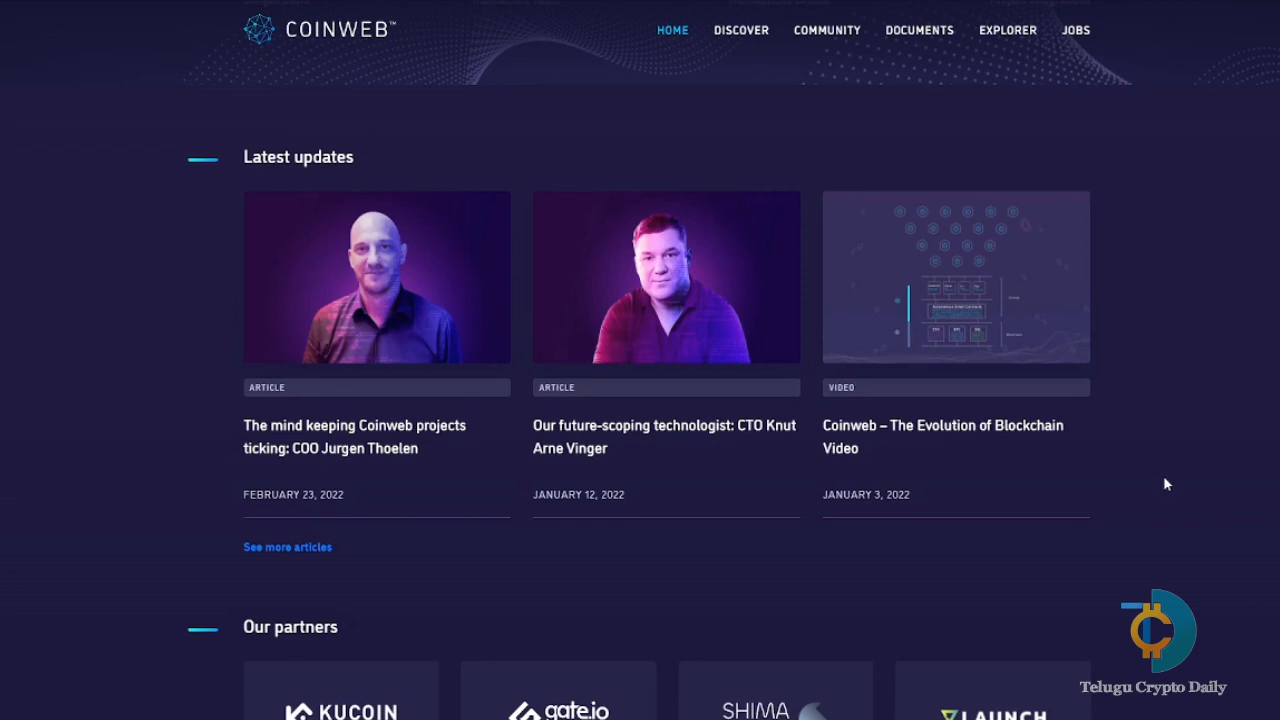 COINWEB™
HOME
DISCOVER
COMMUNITY
DOCUMENTS
EXPLORER
JOBS
Latest updates
ARTICLE
The mind keeping Coinweb projects
ticking: COO Jurgen Thoelen
FEBRUARY 23, 2022
ARTICLE
Our future-scoping technologist: CTO Knut
Arne Vinger
JANUARY 12, 2022
VIDEO
Coinweb – The Evolution of Blockchain
Video
JANUARY 3, 2022
See more articles
Our partners
KUCOIN
gate.io
SHIMA
LAUNCH
Telugu Crypto Daily